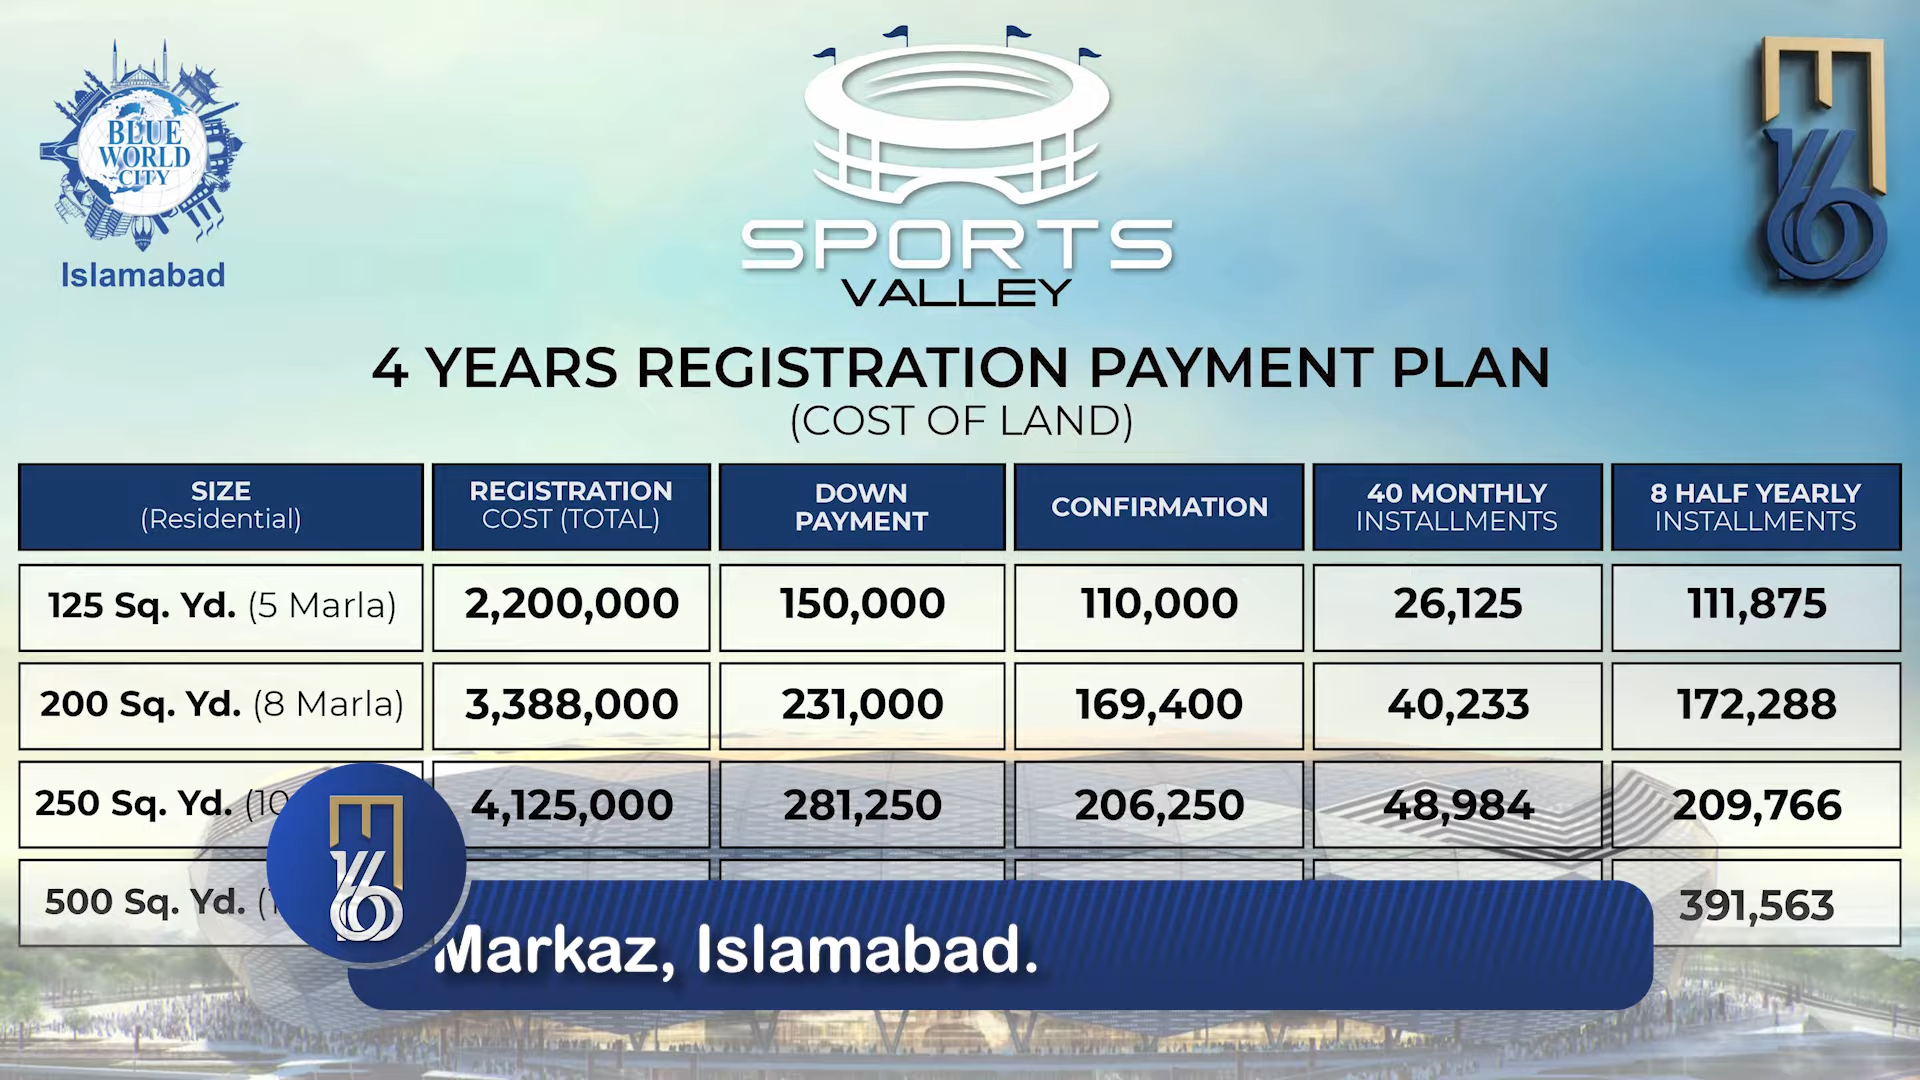 BLUE
WORLD
CITY
Islamabad
SPORTS
VALLEY
16
4 YEARS REGISTRATION PAYMENT PLAN
(COST OF LAND)
SIZE
(Residential)
REGISTRATION
COST (TOTAL)
DOWN
PAYMENT
CONFIRMATION
40 MONTHLY
INSTALLMENTS
8 HALF YEARLY
INSTALLMENTS
125 Sq. Yd. (5 Marla) 2,200,000 150,000 110,000 26,125 111,875
200 Sq. Yd. (8 Marla) 3,388,000 231,000 169,400 40,233 172,288
250 Sq. Yd. (10 4,125,000 281,250 206,250 48,984 209,766
500 Sq. Yd. 391,563
16
Markaz, Islamabad.